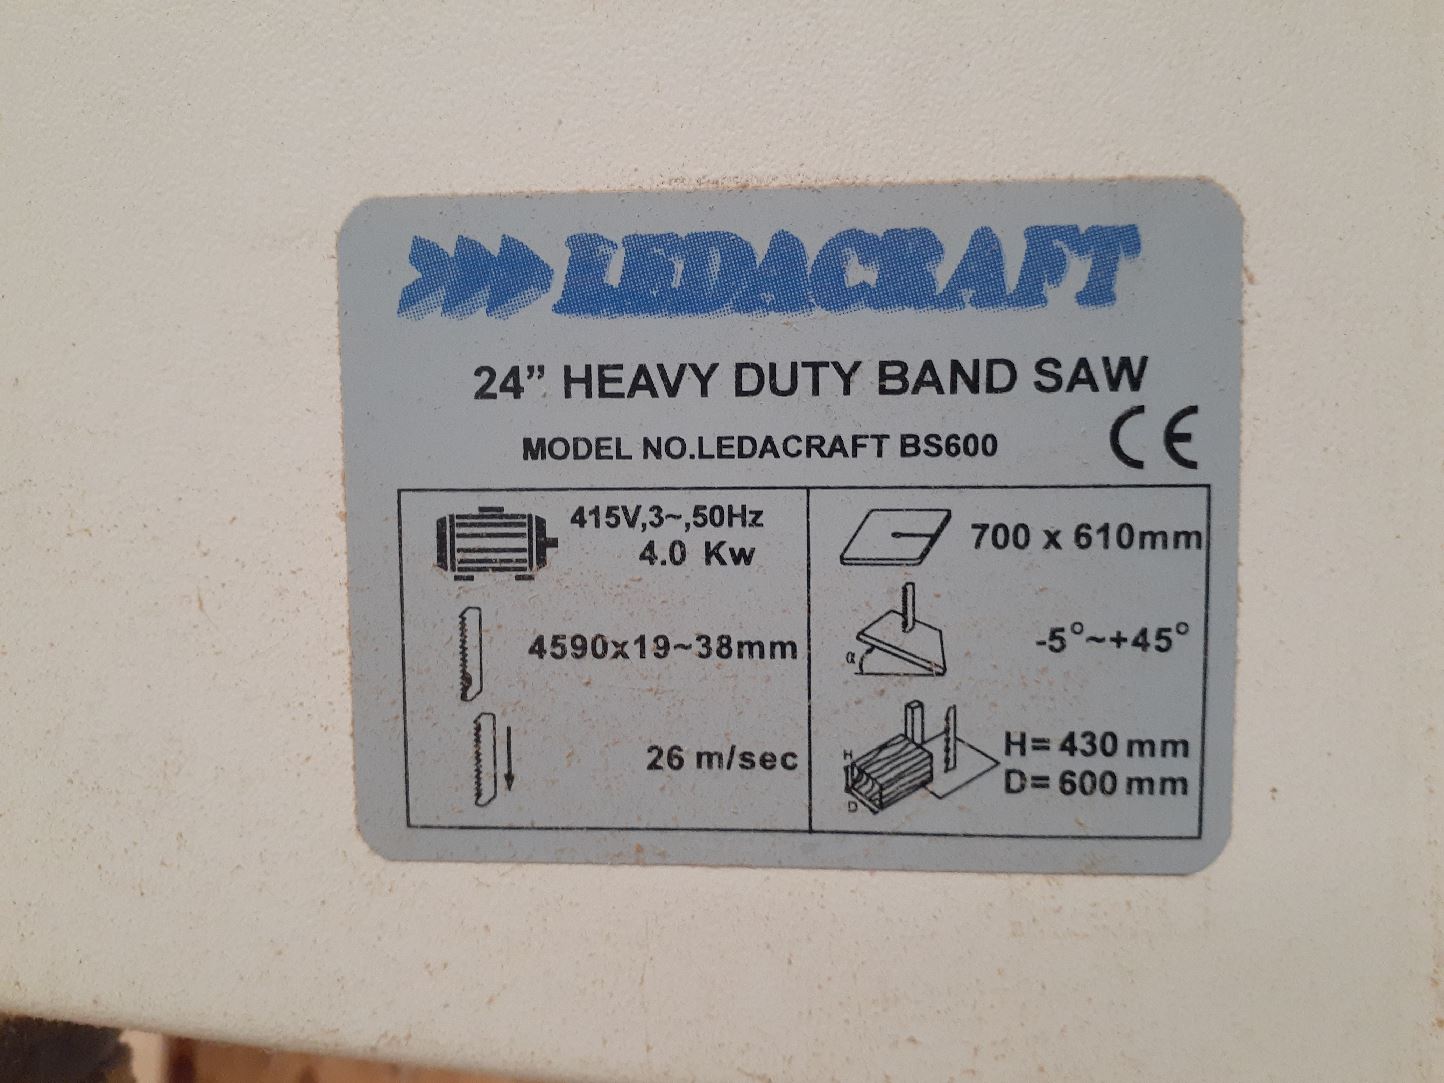 LEDACRAFT
24” HEAVY DUTY BAND SAW
MODEL NO.LEDACRAFT BS600
CE
415V,3~,50Hz
4.0 Kw
4590x19~38mm
26 m/sec
700 x 610mm
α
-5°~+45°
H
D
H= 430 mm
D= 600 mm